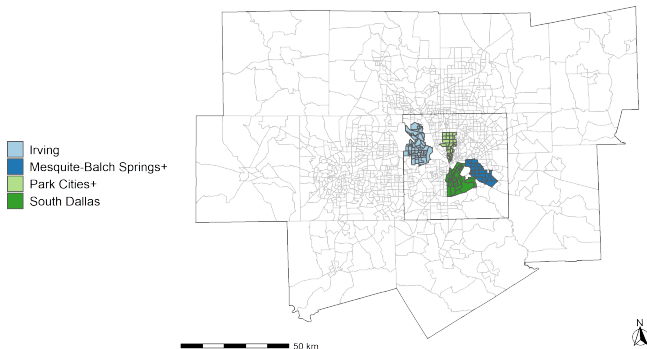 Irving
Mesquite-Balch Springs+
Park Cities+
South Dallas
50 km
N